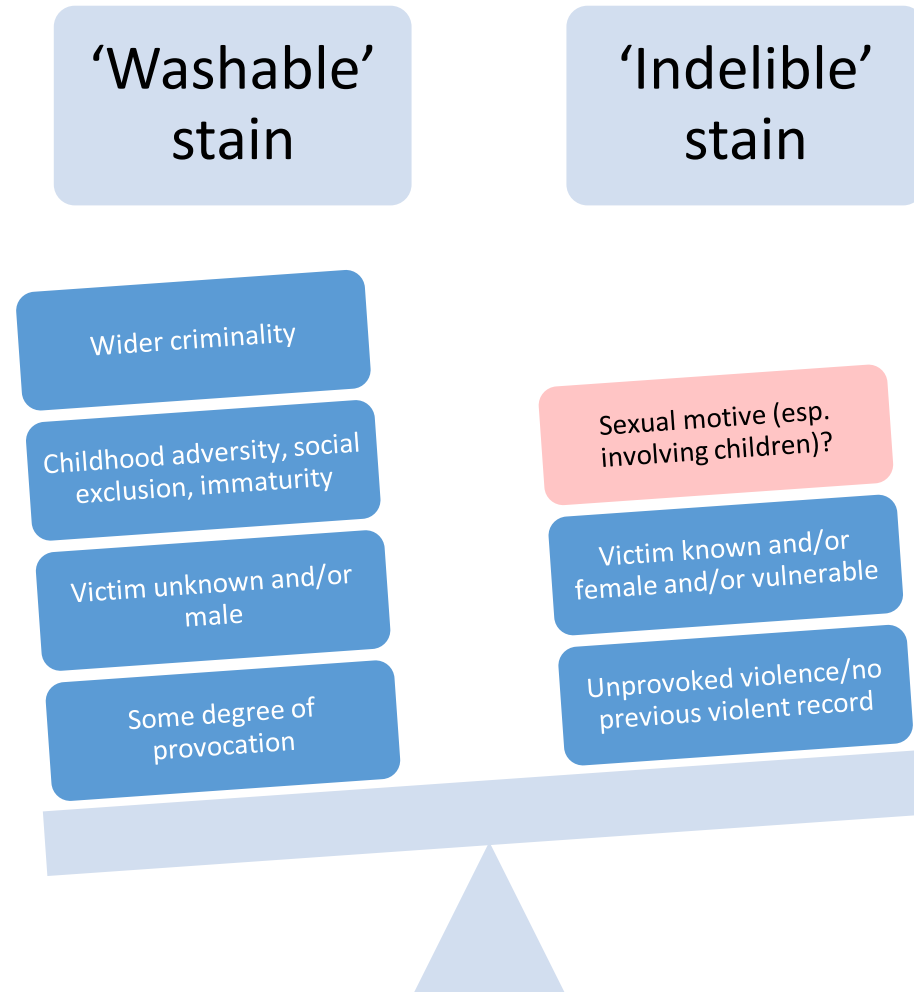 ‘Washable’
stain
‘Indelible’
stain
Wider criminality
Childhood adversity, social
exclusion, immaturity
Victim unknown and/or
male
Some degree of
provocation
Sexual motive (esp.
involving children)?
Victim known and/or
female and/or vulnerable
Unprovoked violence/no
previous violent record